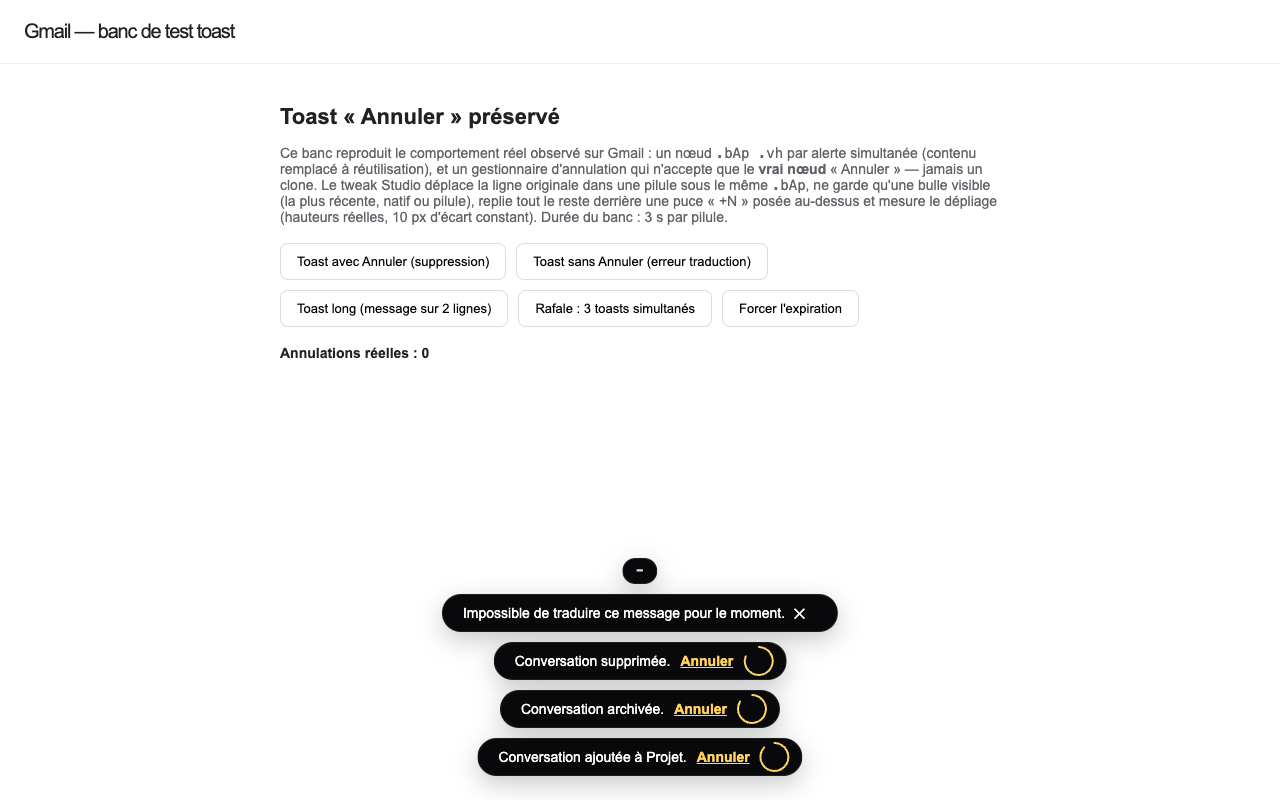 Gmail — banc de test toast
Toast « Annuler » préservé
Ce banc reproduit le comportement réel observé sur Gmail : un nœud .bAp .vh par alerte simultanée (contenu
remplacé à réutilisation), et un gestionnaire d'annulation qui n'accepte que le vrai nœud « Annuler » — jamais un
clone. Le tweak Studio déplace la ligne originale dans une pilule sous le même .bAp, ne garde qu'une bulle visible
(la plus récente, natif ou pilule), replie tout le reste derrière une puce « +N » posée au-dessus et mesure le dépliage
(hauteurs réelles, 10 px d'écart constant). Durée du banc : 3 s par pilule.
Toast avec Annuler (suppression) Toast sans Annuler (erreur traduction)
Toast long (message sur 2 lignes) Rafale : 3 toasts simultanés Forcer l'expiration
Annulations réelles : 0
−
Impossible de traduire ce message pour le moment. ✕
Conversation supprimée. Annuler
Conversation archivée. Annuler
Conversation ajoutée à Projet. Annuler